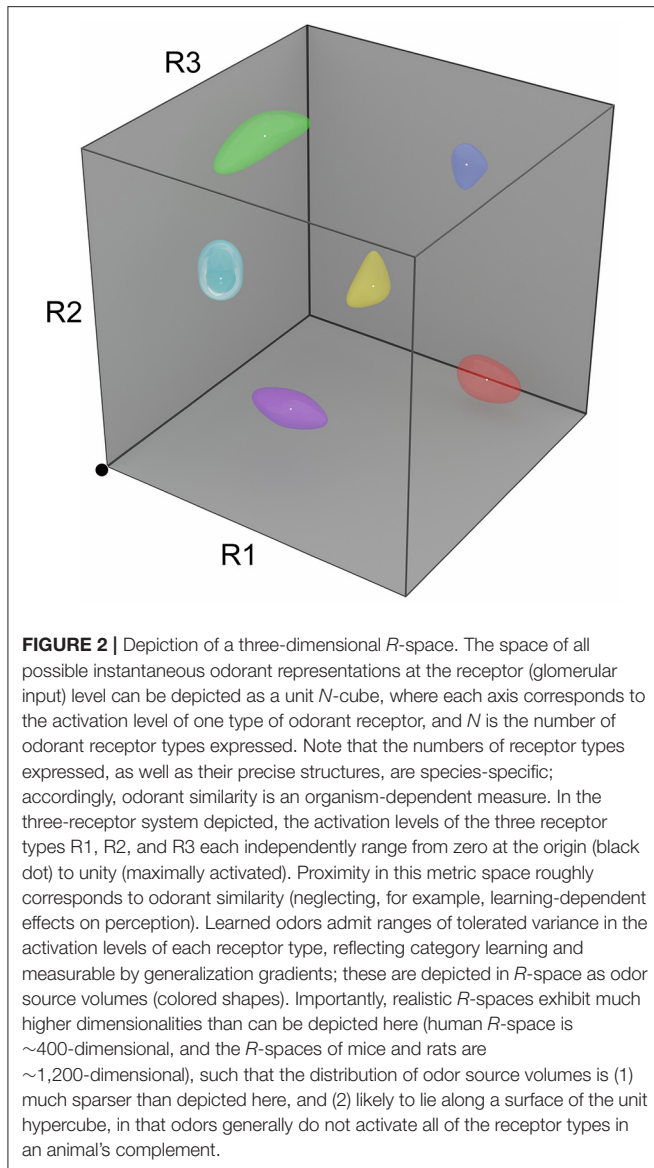 R3
R2
R1
FIGURE 2 | Depiction of a three-dimensional R-space. The space of all
possible instantaneous odorant representations at the receptor (glomerular
input) level can be depicted as a unit N-cube, where each axis corresponds to
the activation level of one type of odorant receptor, and N is the number of
odorant receptor types expressed. Note that the numbers of receptor types
expressed, as well as their precise structures, are species-specific;
accordingly, odorant similarity is an organism-dependent measure. In the
three-receptor system depicted, the activation levels of the three receptor
types R1, R2, and R3 each independently range from zero at the origin (black
dot) to unity (maximally activated). Proximity in this metric space roughly
corresponds to odorant similarity (neglecting, for example, learning-dependent
effects on perception). Learned odors admit ranges of tolerated variance in the
activation levels of each receptor type, reflecting category learning and
measurable by generalization gradients; these are depicted in R-space as odor
source volumes (colored shapes). Importantly, realistic R-spaces exhibit much
higher dimensionalities than can be depicted here (human R-space is
~400-dimensional, and the R-spaces of mice and rats are
~1,200-dimensional), such that the distribution of odor source volumes is (1)
much sparser than depicted here, and (2) likely to lie along a surface of the unit
hypercube, in that odors generally do not activate all of the receptor types in
an animal's complement.